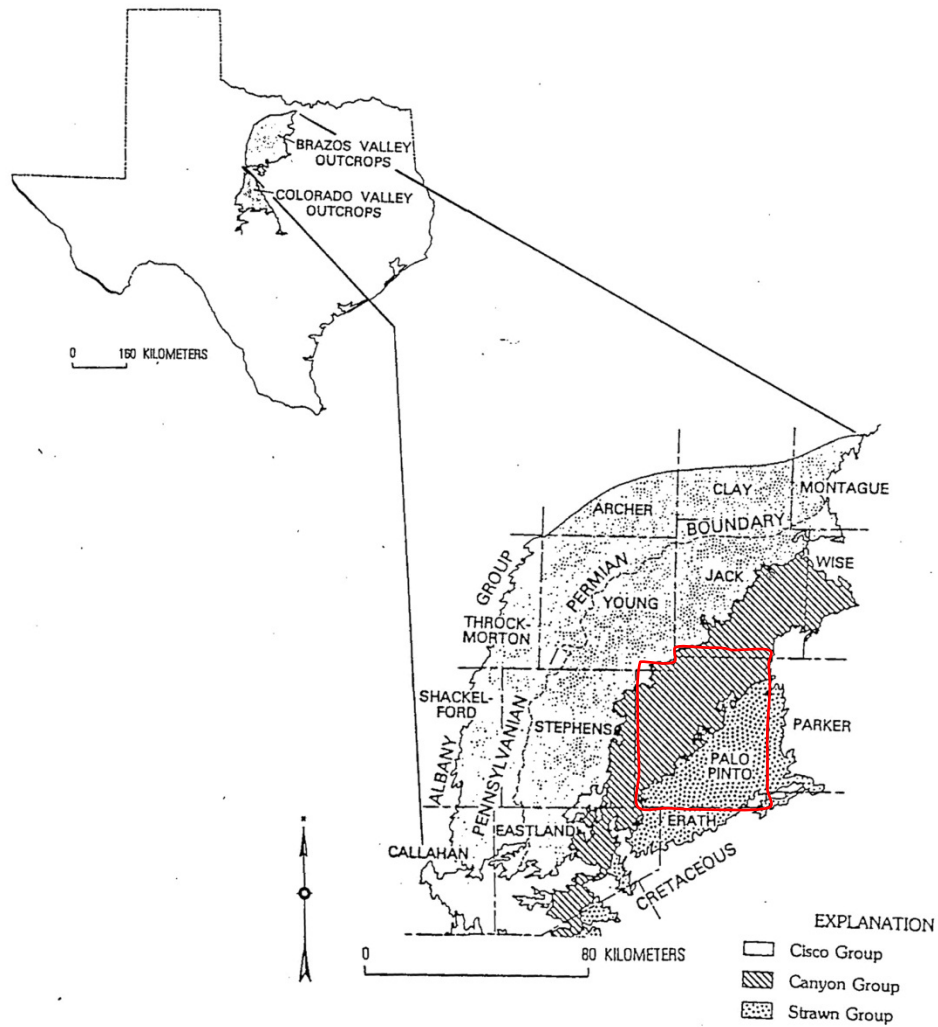 BRAZOS VALLEY
OUTCROPS
COLORADO VALLEY
OUTCROPS
0 160 KILOMETERS
MONTAGUE
CLAY
ARCHER
BOUNDARY
WISE
JACK
PERMIAN
GROUP
YOUNG
THROCK-
MORTON
SHACKEL-
FORD
STEPHENS
PARKER
PALO
PINTO
ALBANY
PENNSYLVANIAN
ERATH
EASTLAND
CALLAHAN
CRETACEOUS
EXPLANATION
0 80 KILOMETERS
Cisco Group
Canyon Group
Strawn Group